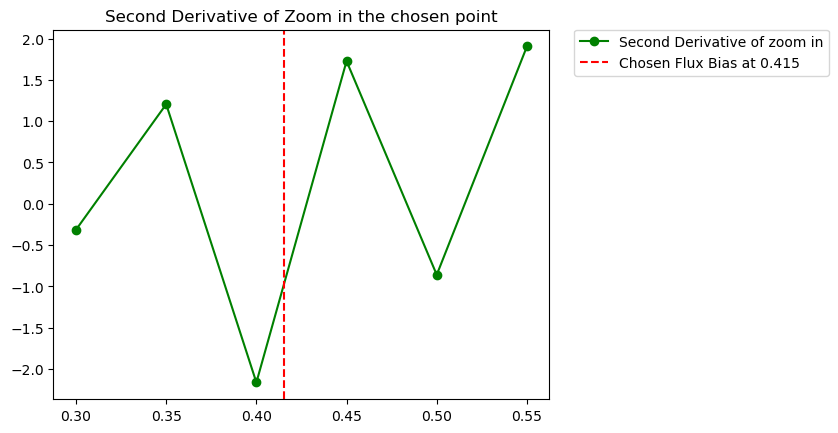 Second Derivative of Zoom in the chosen point
Second Derivative of zoom in
Chosen Flux Bias at 0.415
2.0
1.5
1.0
0.5
0.0
−0.5
−1.0
−1.5
−2.0
0.30 0.35 0.40 0.45 0.50 0.55